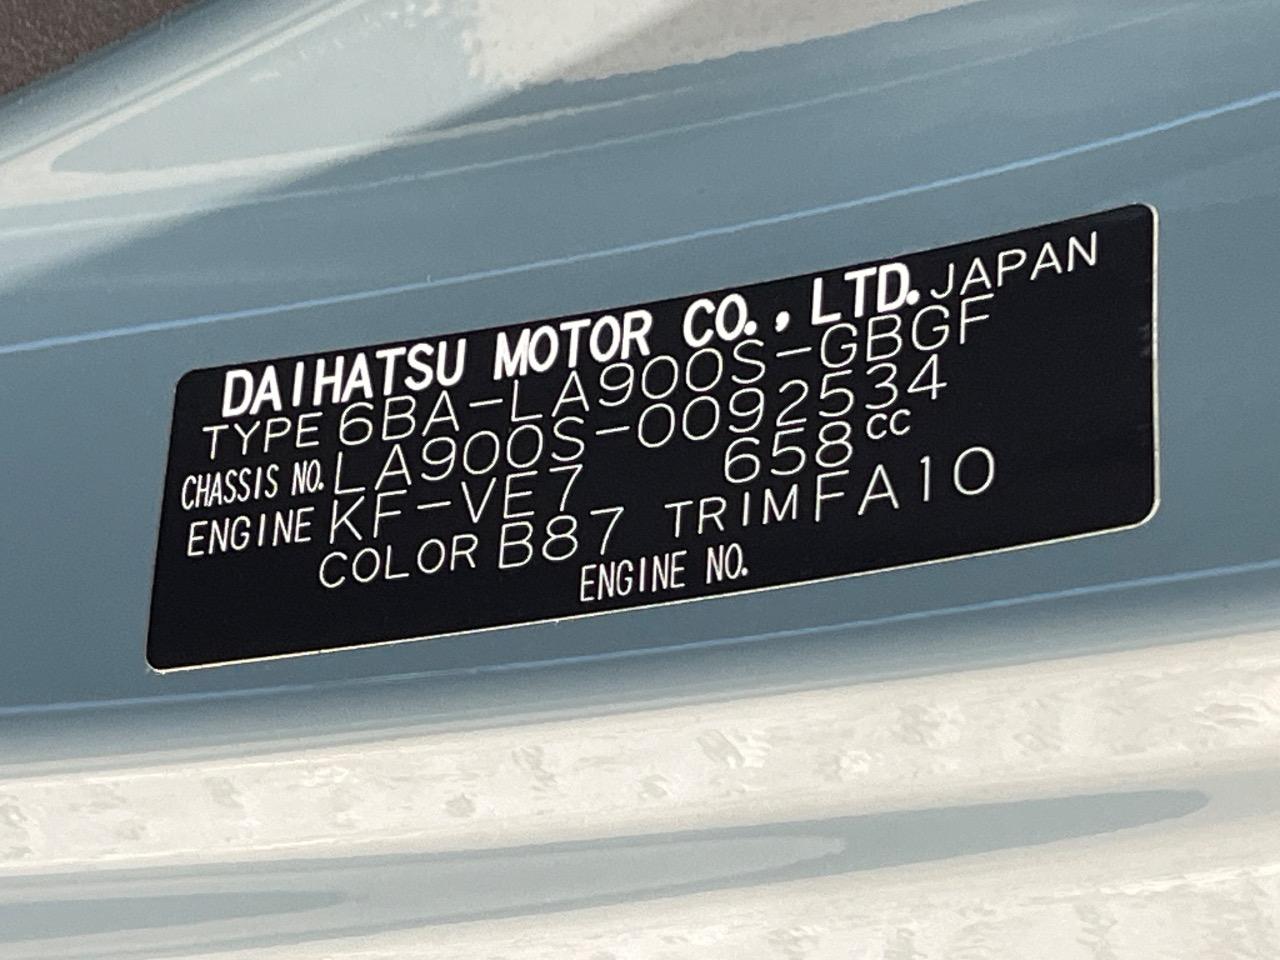 DAIHATSU MOTOR CO., LTD. JAPAN
TYPE 6BA-LA900S-GBGF
CHASSIS NO. LA900S-0092534
ENGINE KF-VE7 658cc
COLOR B87 TRIM FA10
ENGINE NO.